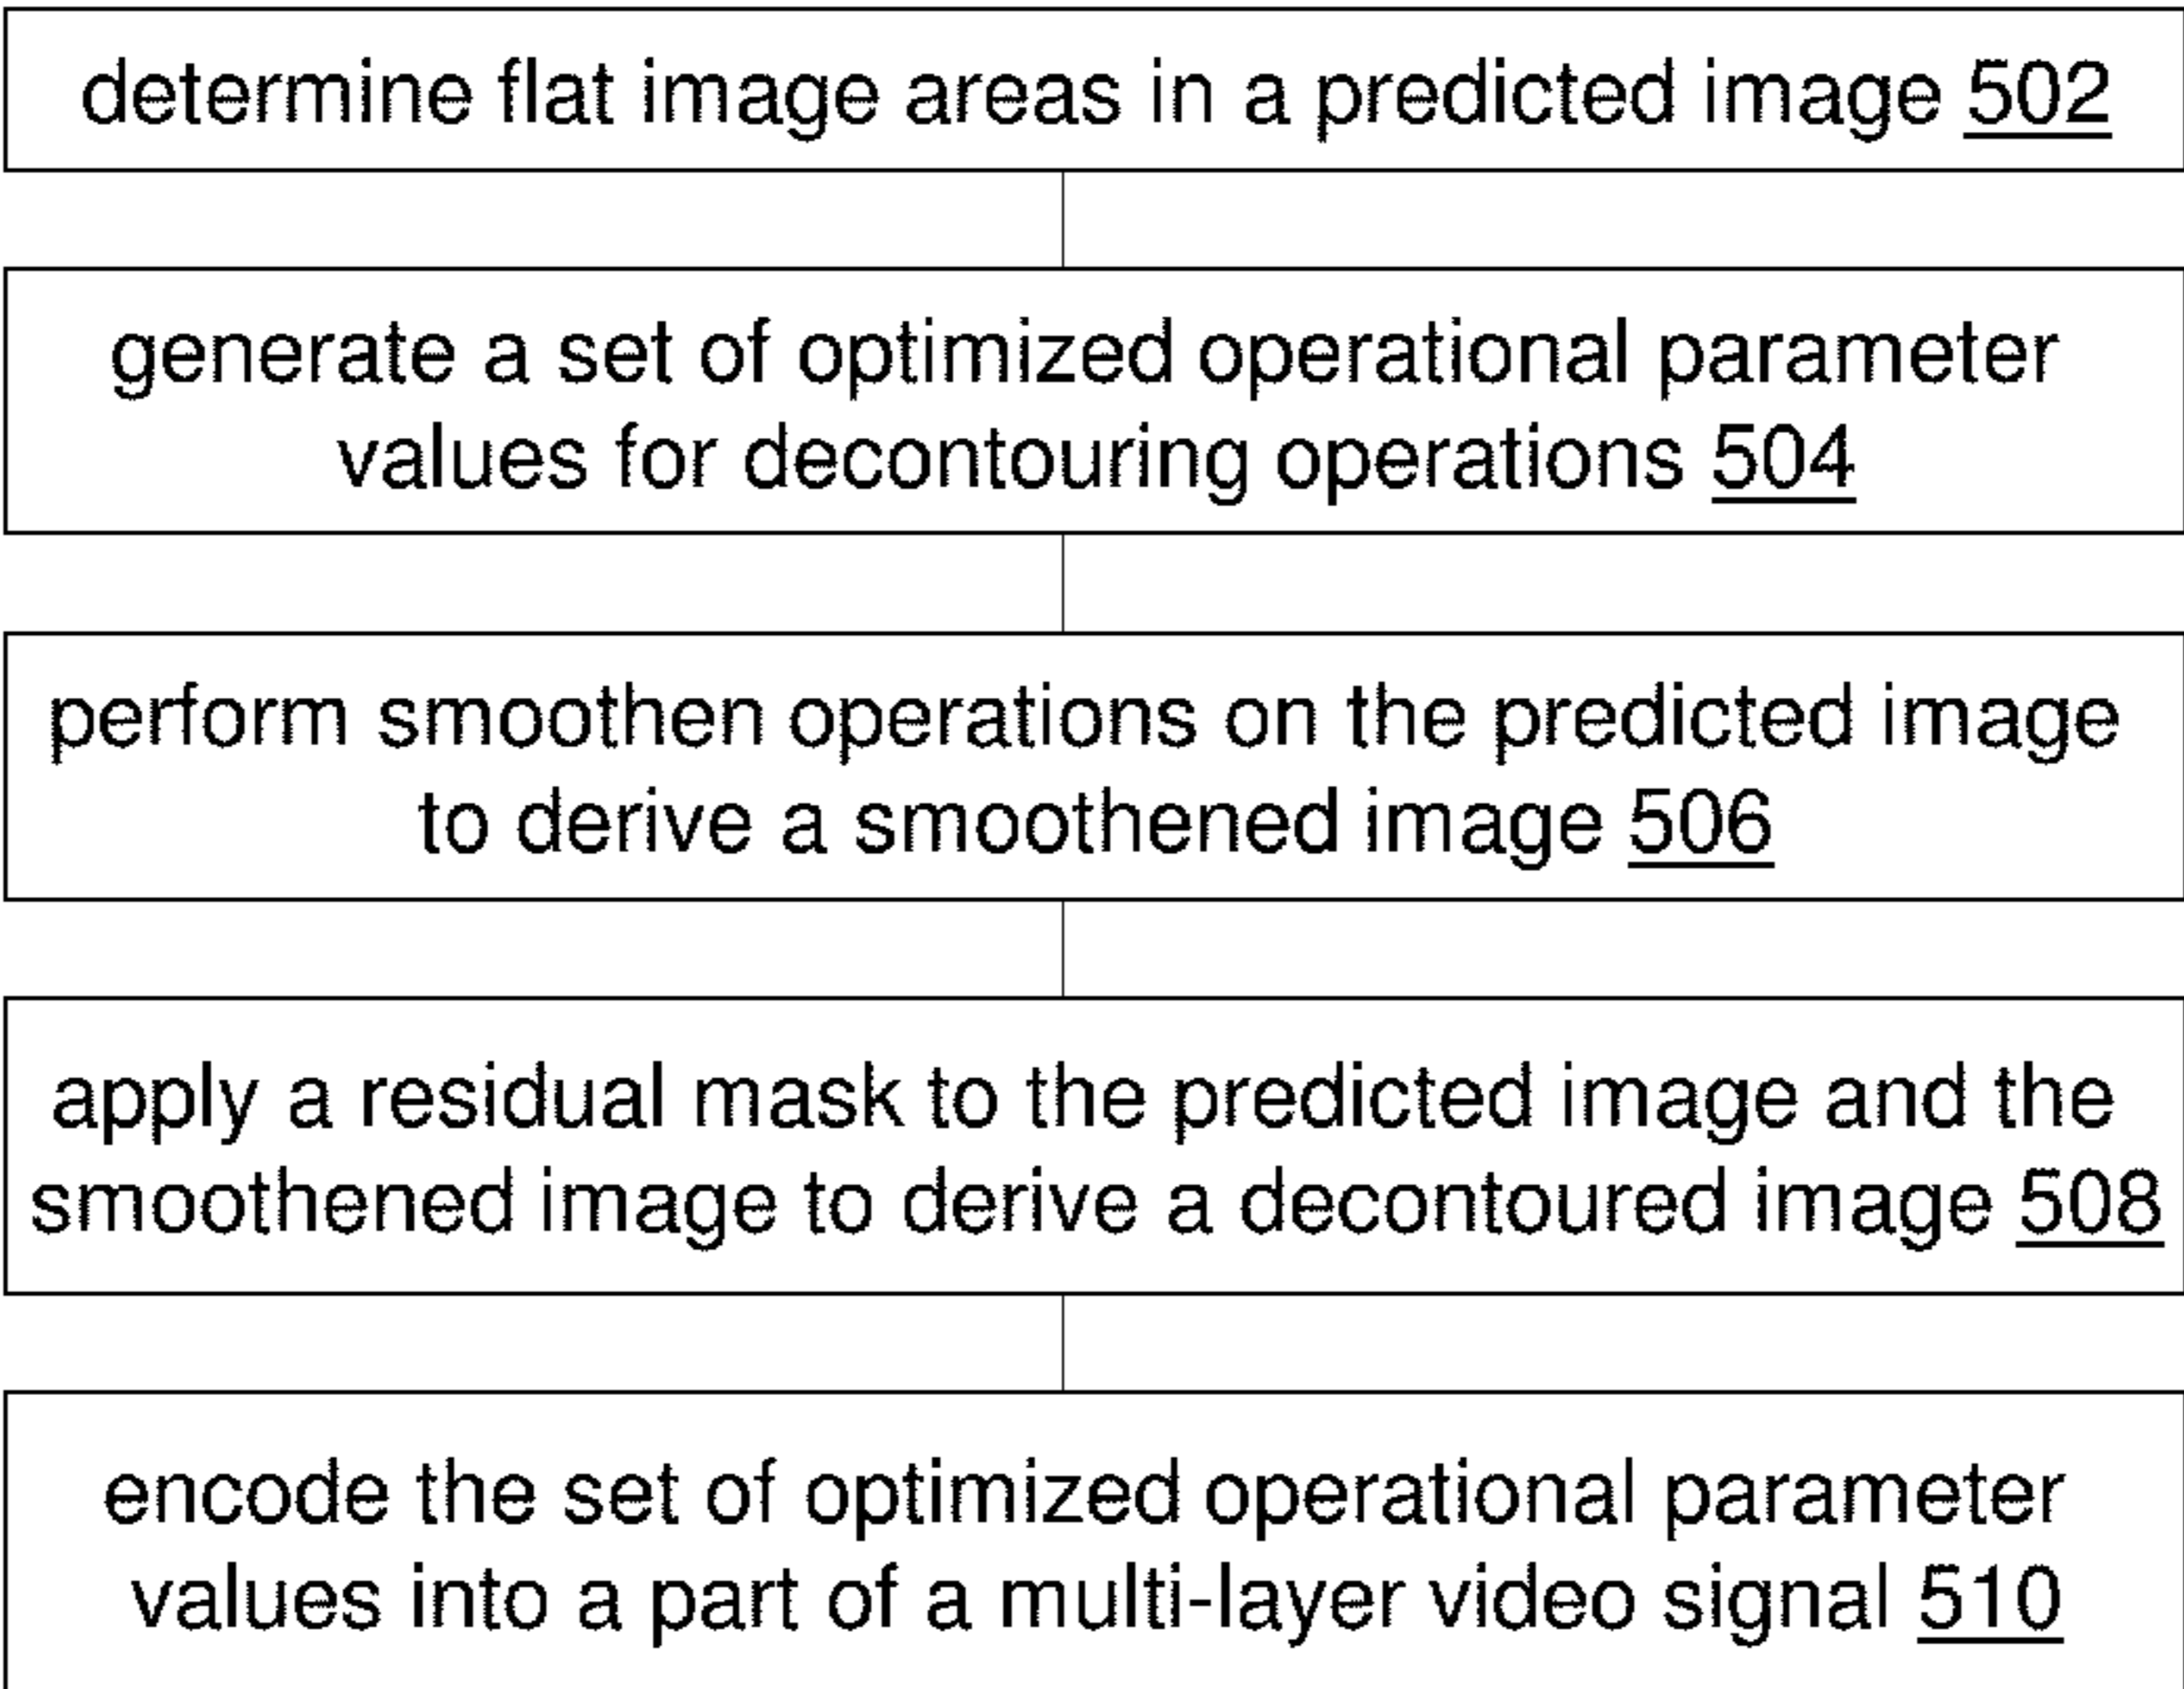 determine flat image areas in a predicted image 502
generate a set of optimized operational parameter
values for decontouring operations 504
perform smoothen operations on the predicted image
to derive a smoothened image 506
apply a residual mask to the predicted image and the
smoothened image to derive a decontoured image 508
encode the set of optimized operational parameter
values into a part of a multi-layer video signal 510